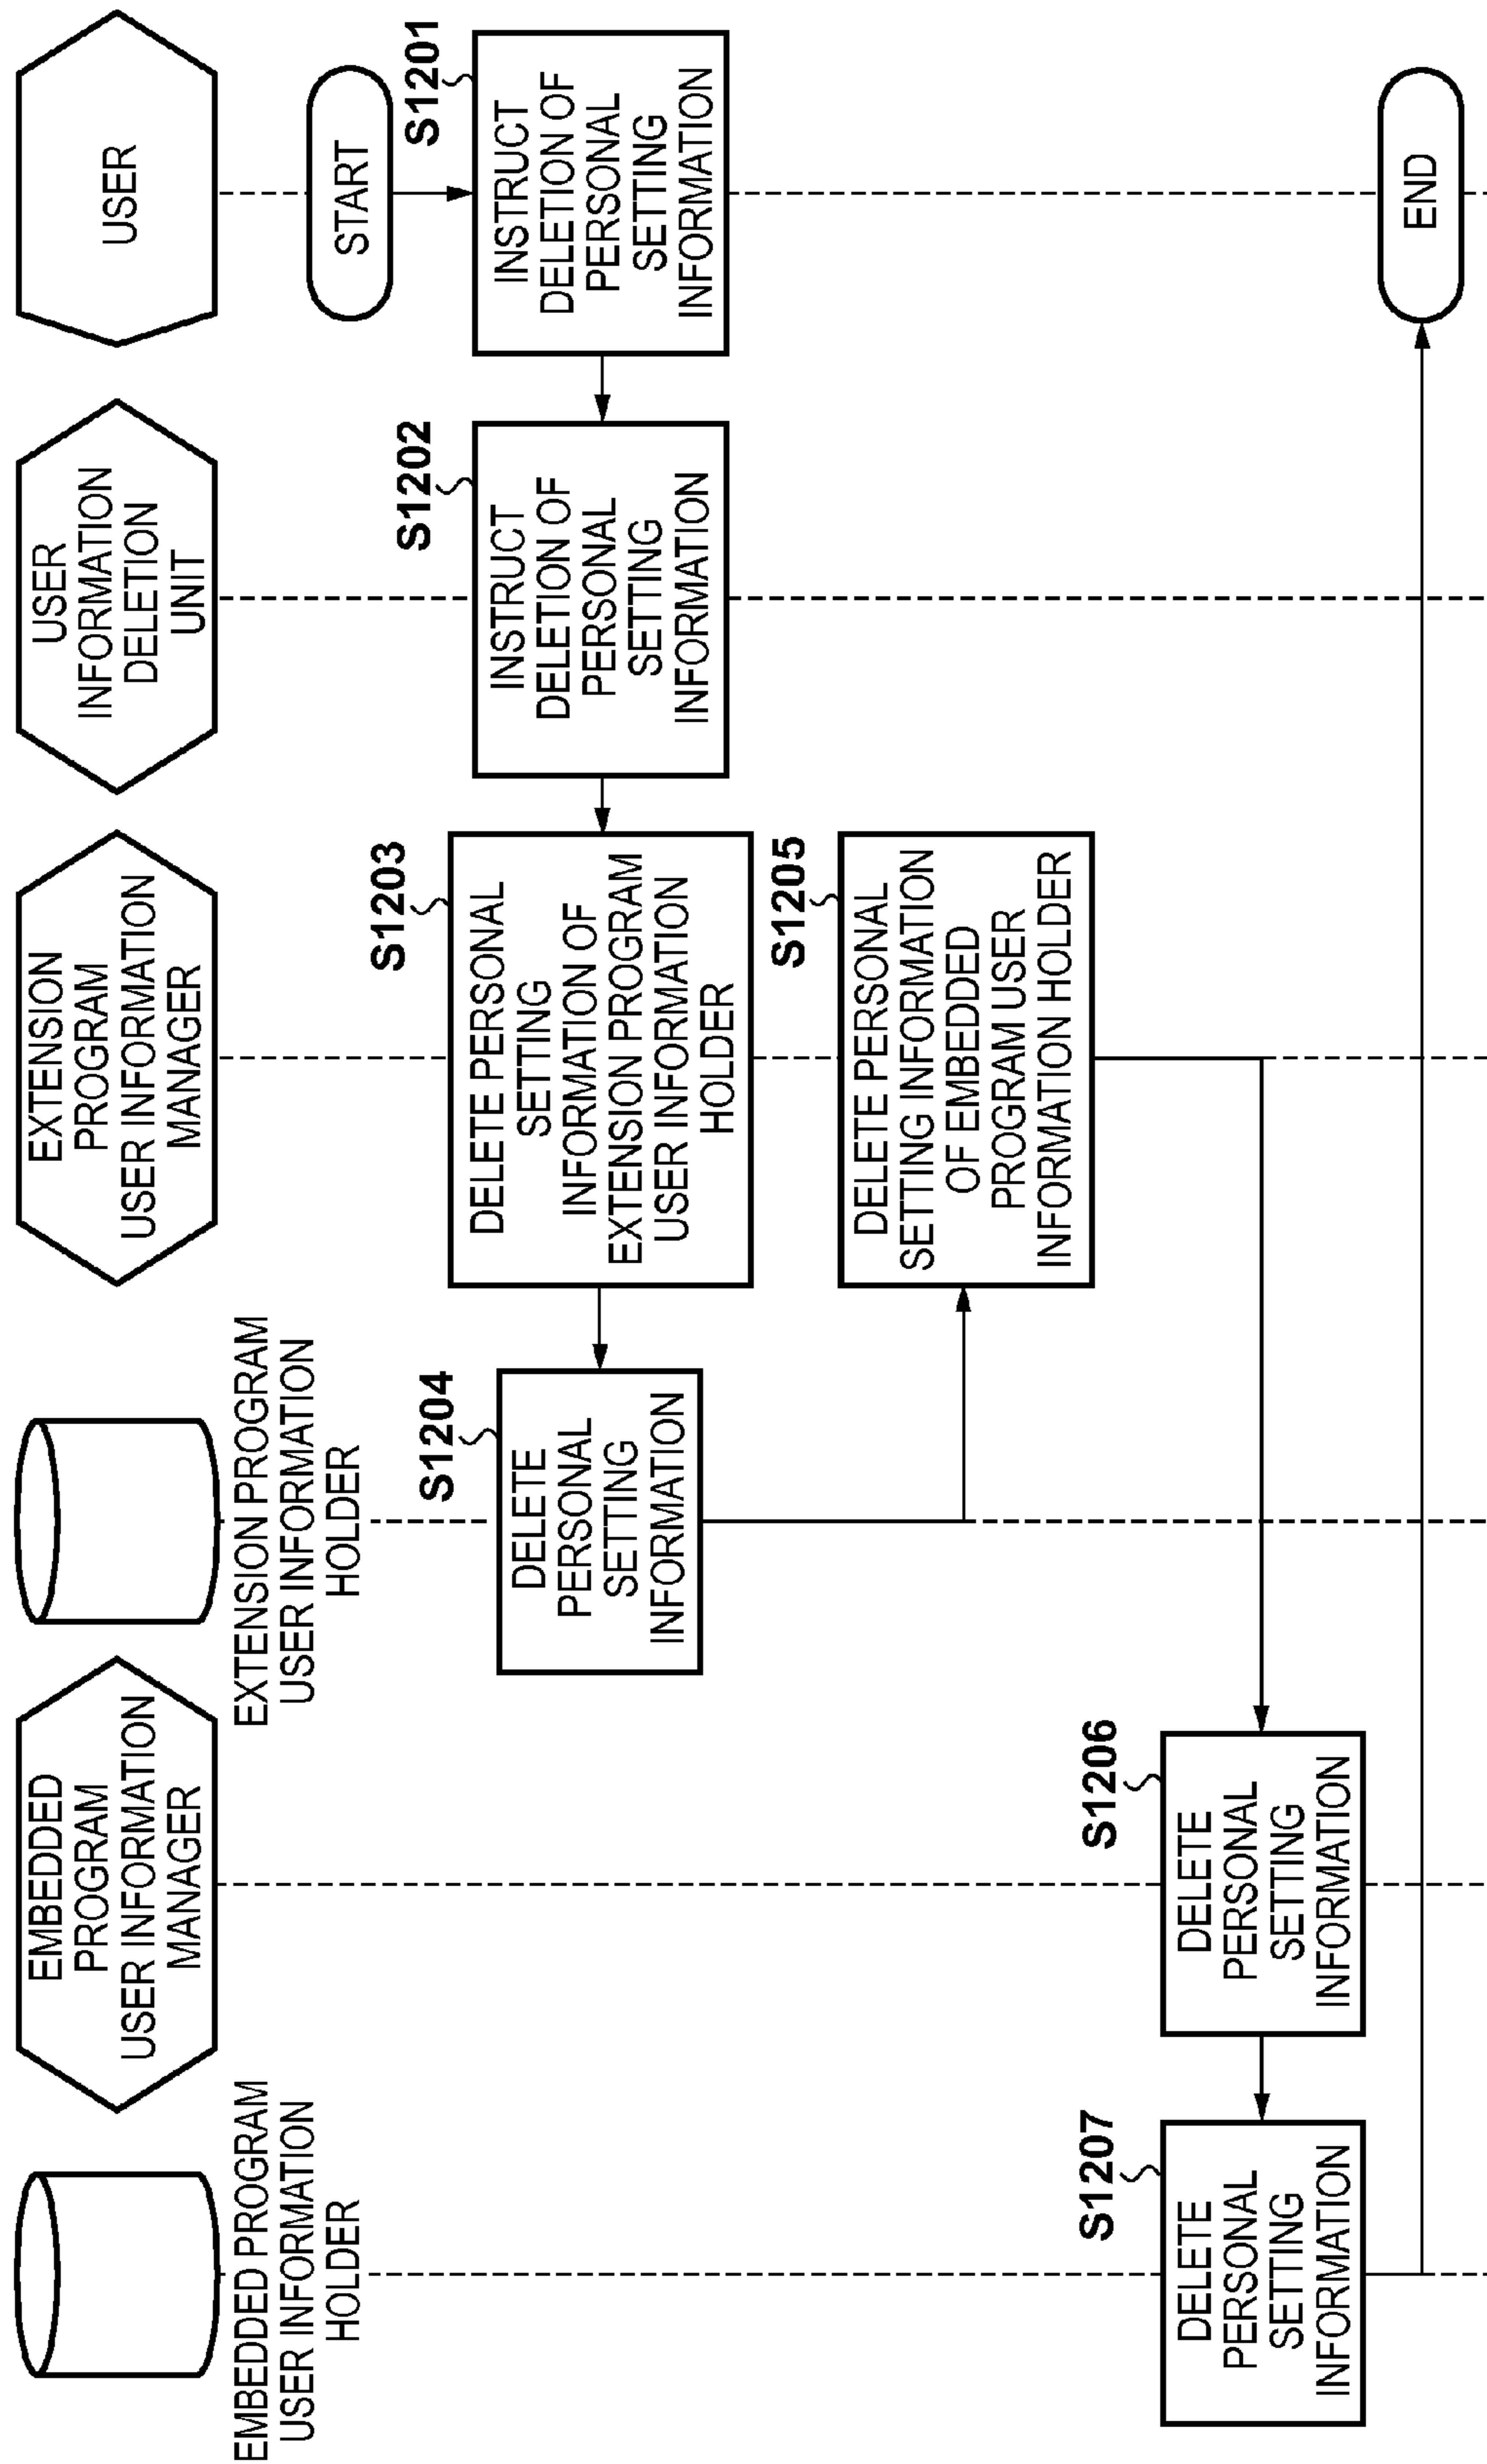 USER
USER
INFORMATION
DELETION
UNIT
EXTENSION
PROGRAM
USER INFORMATION
MANAGER
EXTENSION PROGRAM
USER INFORMATION
HOLDER
EMBEDDED
PROGRAM
USER INFORMATION
MANAGER
EMBEDDED PROGRAM
USER INFORMATION
HOLDER
START
S1201
INSTRUCT
DELETION OF
PERSONAL
SETTING
INFORMATION
S1202
INSTRUCT
DELETION OF
PERSONAL
SETTING
INFORMATION
S1203
DELETE PERSONAL
SETTING
INFORMATION OF
EXTENSION PROGRAM
USER INFORMATION
HOLDER
S1204
DELETE
PERSONAL
SETTING
INFORMATION
S1205
DELETE PERSONAL
SETTING INFORMATION
OF EMBEDDED
PROGRAM USER
INFORMATION HOLDER
S1206
DELETE
PERSONAL
SETTING
INFORMATION
S1207
DELETE
PERSONAL
SETTING
INFORMATION
END